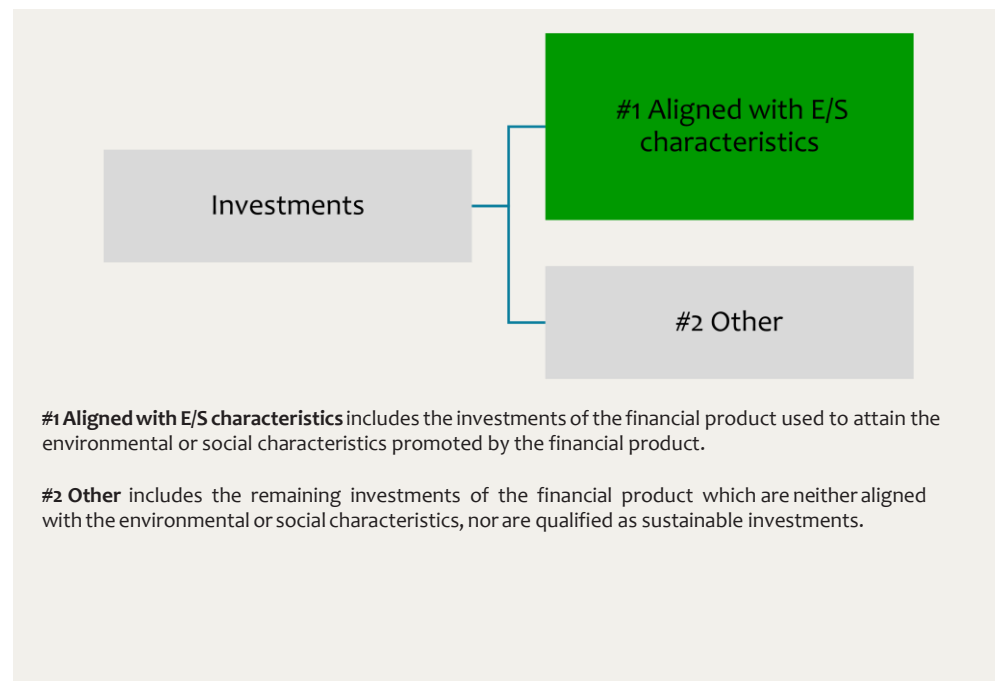 #1 Aligned with E/S
characteristics
Investments
#2 Other
#1 Aligned with E/S characteristics includes the investments of the financial product used to attain the
environmental or social characteristics promoted by the financial product.
#2 Other includes the remaining investments of the financial product which are neither aligned
with the environmental or social characteristics, nor are qualified as sustainable investments.